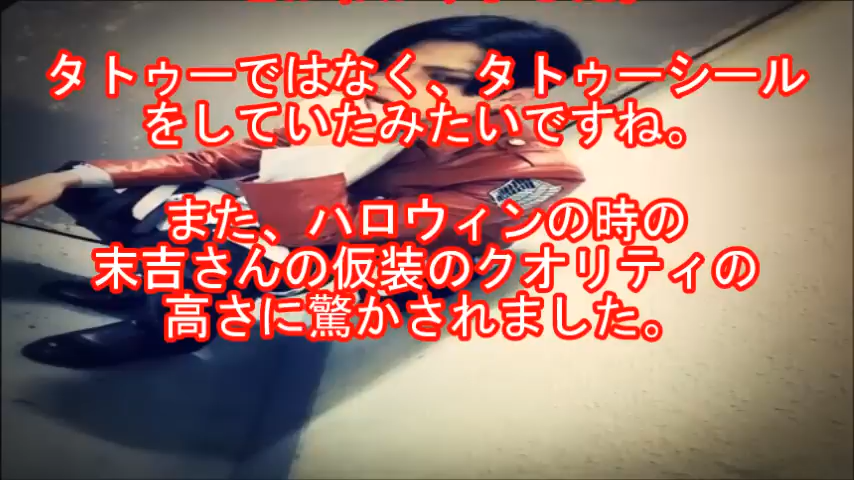 タトゥーではなく、タトゥーシール
をしていたみたいですね。
また、ハロウィンの時の
末吉さんの仮装のクオリティの
高さに驚かされました。